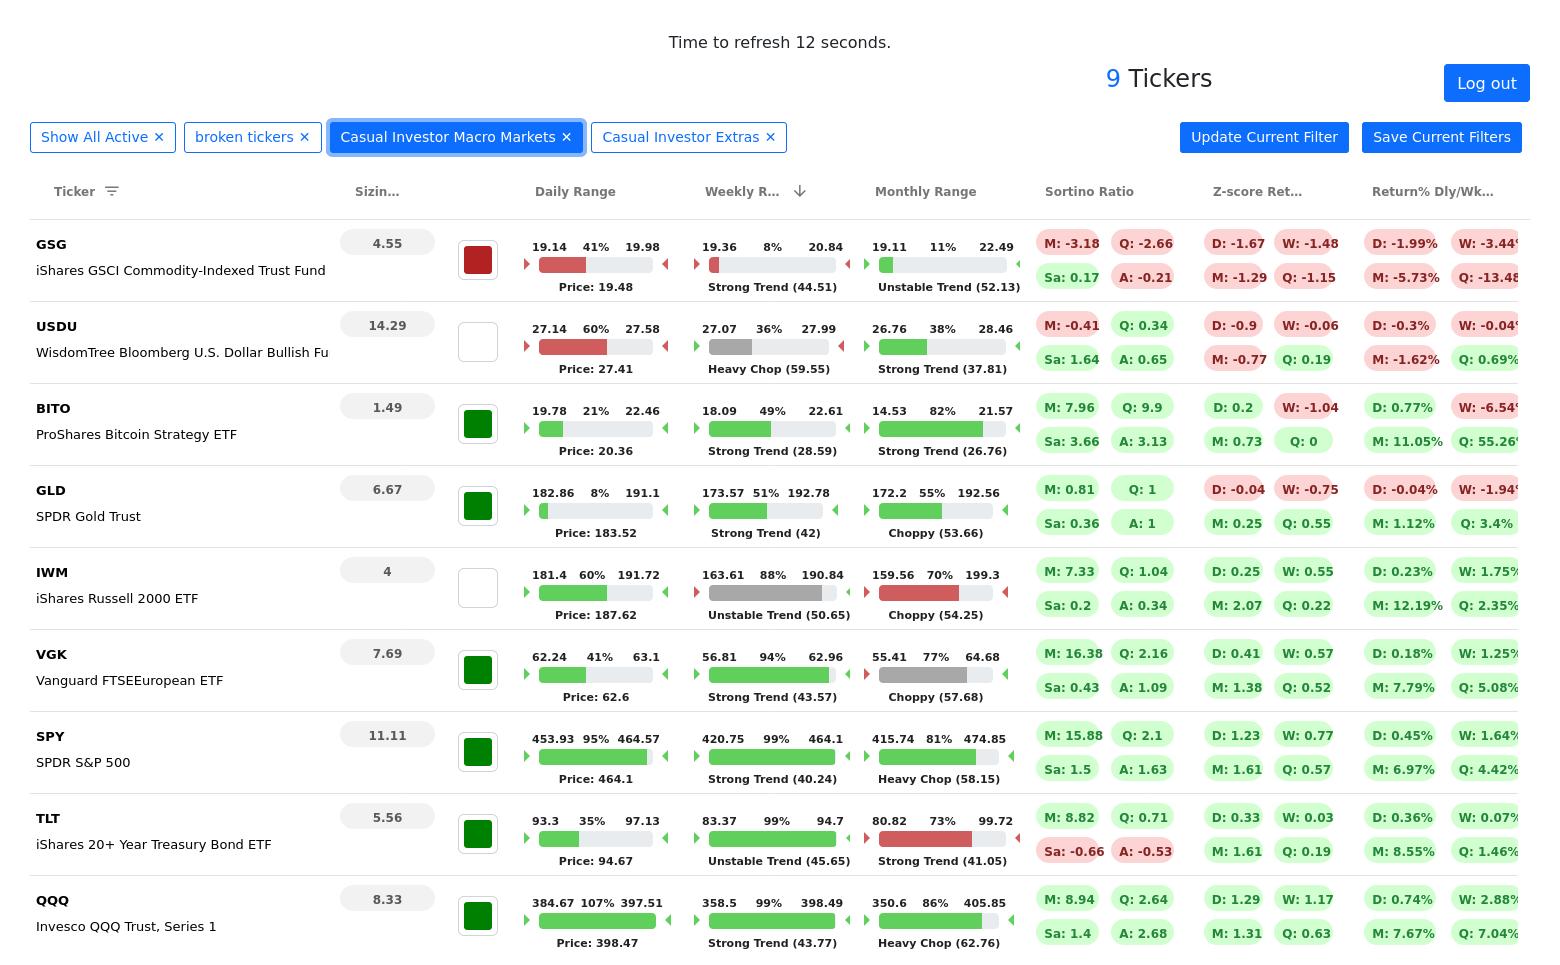 Time to refresh 12 seconds.
9 Tickers
Log out
Show All Active ✕ broken tickers ✕ Casual Investor Macro Markets ✕ Casual Investor Extras ✕ Update Current Filter Save Current Filters
Ticker Sizin… Daily Range Weekly R… Monthly Range Sortino Ratio Z-score Ret… Return% Dly/Wk…
GSG 4.55 19.14 41% 19.98 19.36 8% 20.84 19.11 11% 22.49 M: -3.18 Q: -2.66 D: -1.67 W: -1.48 D: -1.99% W: -3.44%
iShares GSCI Commodity-Indexed Trust Fund Sa: 0.17 A: -0.21 M: -1.29 Q: -1.15 M: -5.73% Q: -13.48
Price: 19.48 Strong Trend (44.51) Unstable Trend (52.13)
USDU 14.29 27.14 60% 27.58 27.07 36% 27.99 26.76 38% 28.46 M: -0.41 Q: 0.34 D: -0.9 W: -0.06 D: -0.3% W: -0.04%
WisdomTree Bloomberg U.S. Dollar Bullish Fu Sa: 1.64 A: 0.65 M: -0.77 Q: 0.19 M: -1.62% Q: 0.69%
Price: 27.41 Heavy Chop (59.55) Strong Trend (37.81)
BITO 1.49 19.78 21% 22.46 18.09 49% 22.61 14.53 82% 21.57 M: 7.96 Q: 9.9 D: 0.2 W: -1.04 D: 0.77% W: -6.54%
ProShares Bitcoin Strategy ETF Sa: 3.66 A: 3.13 M: 0.73 Q: 0 M: 11.05% Q: 55.26%
Price: 20.36 Strong Trend (28.59) Strong Trend (26.76)
GLD 6.67 182.86 8% 191.1 173.57 51% 192.78 172.2 55% 192.56 M: 0.81 Q: 1 D: -0.04 W: -0.75 D: -0.04% W: -1.94%
SPDR Gold Trust Sa: 0.36 A: 1 M: 0.25 Q: 0.55 M: 1.12% Q: 3.4%
Price: 183.52 Strong Trend (42) Choppy (53.66)
IWM 4 181.4 60% 191.72 163.61 88% 190.84 159.56 70% 199.3 M: 7.33 Q: 1.04 D: 0.25 W: 0.55 D: 0.23% W: 1.75%
iShares Russell 2000 ETF Sa: 0.2 A: 0.34 M: 2.07 Q: 0.22 M: 12.19% Q: 2.35%
Price: 187.62 Unstable Trend (50.65) Choppy (54.25)
VGK 7.69 62.24 41% 63.1 56.81 94% 62.96 55.41 77% 64.68 M: 16.38 Q: 2.16 D: 0.41 W: 0.57 D: 0.18% W: 1.25%
Vanguard FTSEEuropean ETF Sa: 0.43 A: 1.09 M: 1.38 Q: 0.52 M: 7.79% Q: 5.08%
Price: 62.6 Strong Trend (43.57) Choppy (57.68)
SPY 11.11 453.93 95% 464.57 420.75 99% 464.1 415.74 81% 474.85 M: 15.88 Q: 2.1 D: 1.23 W: 0.77 D: 0.45% W: 1.64%
SPDR S&P 500 Sa: 1.5 A: 1.63 M: 1.61 Q: 0.57 M: 6.97% Q: 4.42%
Price: 464.1 Strong Trend (40.24) Heavy Chop (58.15)
TLT 5.56 93.3 35% 97.13 83.37 99% 94.7 80.82 73% 99.72 M: 8.82 Q: 0.71 D: 0.33 W: 0.03 D: 0.36% W: 0.07%
iShares 20+ Year Treasury Bond ETF Sa: -0.66 A: -0.53 M: 1.61 Q: 0.19 M: 8.55% Q: 1.46%
Price: 94.67 Unstable Trend (45.65) Strong Trend (41.05)
QQQ 8.33 384.67 107% 397.51 358.5 99% 398.49 350.6 86% 405.85 M: 8.94 Q: 2.64 D: 1.29 W: 1.17 D: 0.74% W: 2.88%
Invesco QQQ Trust, Series 1 Sa: 1.4 A: 2.68 M: 1.31 Q: 0.63 M: 7.67% Q: 7.04%
Price: 398.47 Strong Trend (43.77) Heavy Chop (62.76)